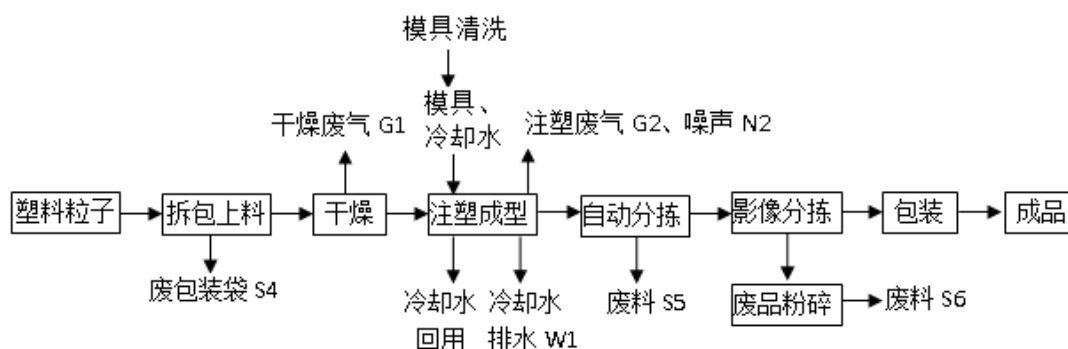 模具清洗
模具、
冷却水
干燥废气 G1
注塑废气 G2、噪声 N2
塑料粒子
拆包上料
干燥
注塑成型
自动分拣
影像分拣
包装
成品
废包装袋 S4
冷却水
回用
冷却水
排水 W1
废料 S5
废品粉碎
废料 S6